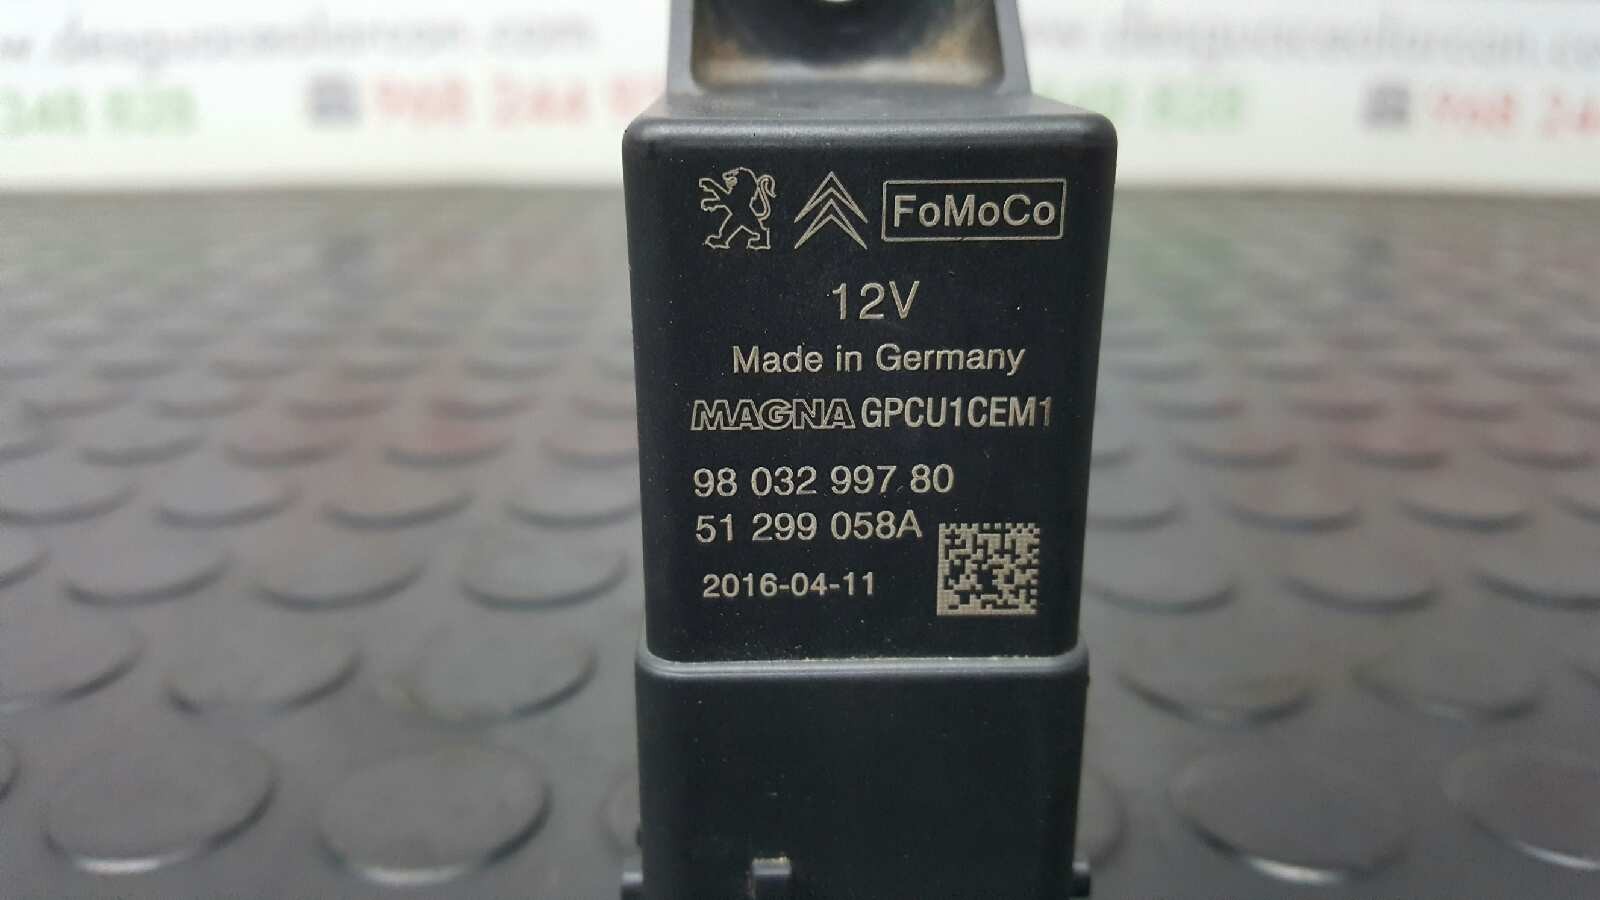 FoMoCo
12V
Made in Germany
MAGNA GPCU1CEM1
98 032 997 80
51 299 058A
2016-04-11